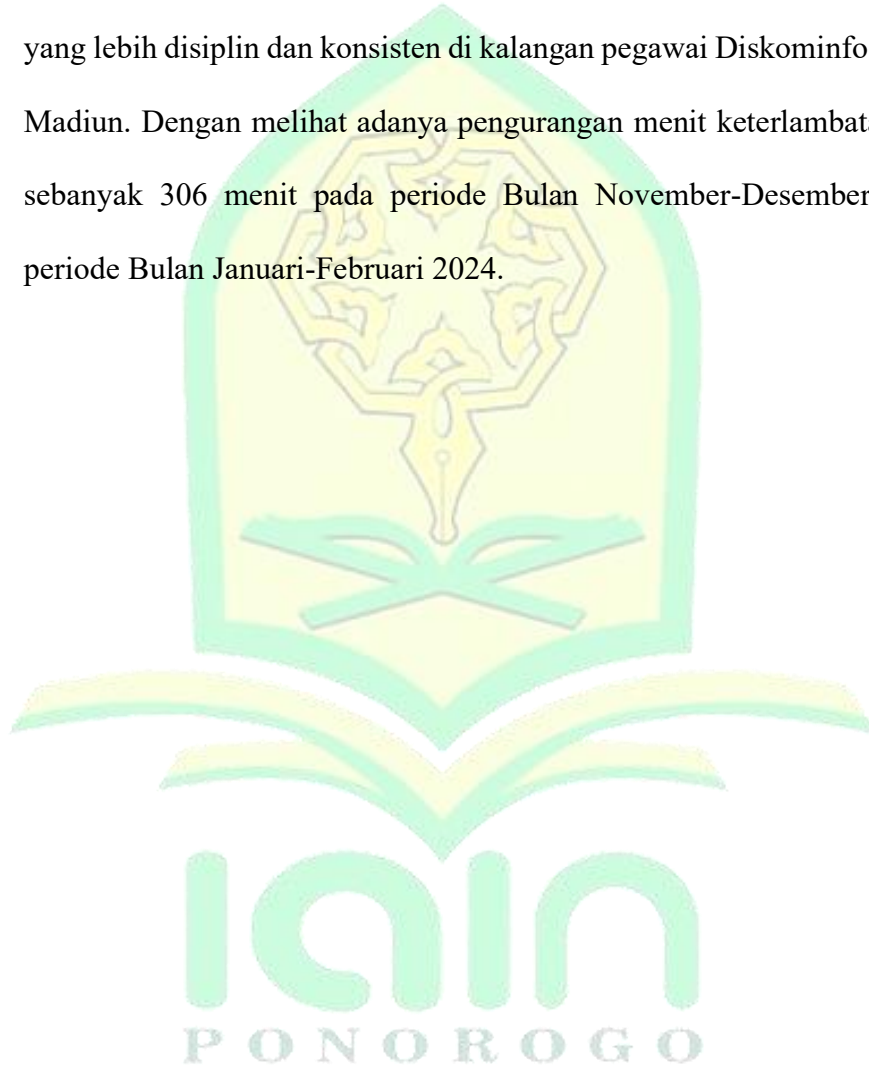 yang lebih disiplin dan konsisten di kalangan pegawai Diskominfo
Madiun. Dengan melihat adanya pengurangan menit
sebanyak 306 menit pada periode Bulan November-Desember
periode Bulan Januari-Februari 2024.
iain
PONOROGO